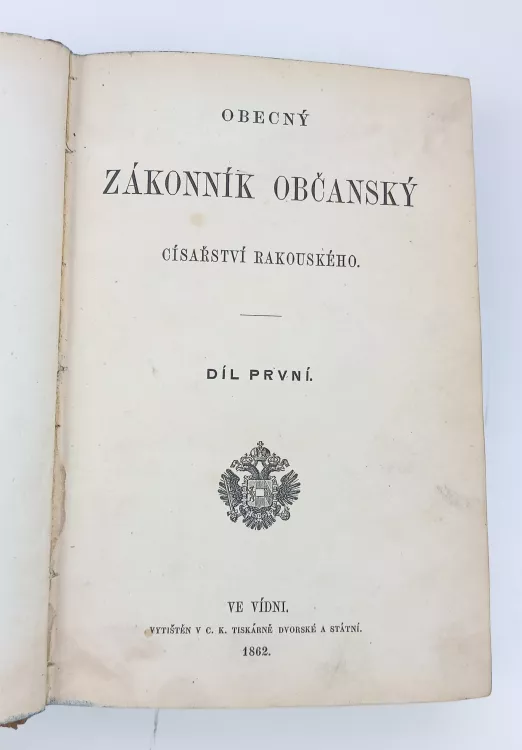 OBECNÝ
ZÁKONNÍK OBČANSKÝ
CÍSAŘSTVÍ RAKOUSKÉHO.
DÍL PRVNÍ.
VE VÍDNI.
VYTIŠTĚN V C. K. TISKÁRNĚ DVORSKÉ A STÁTNÍ.
1862.